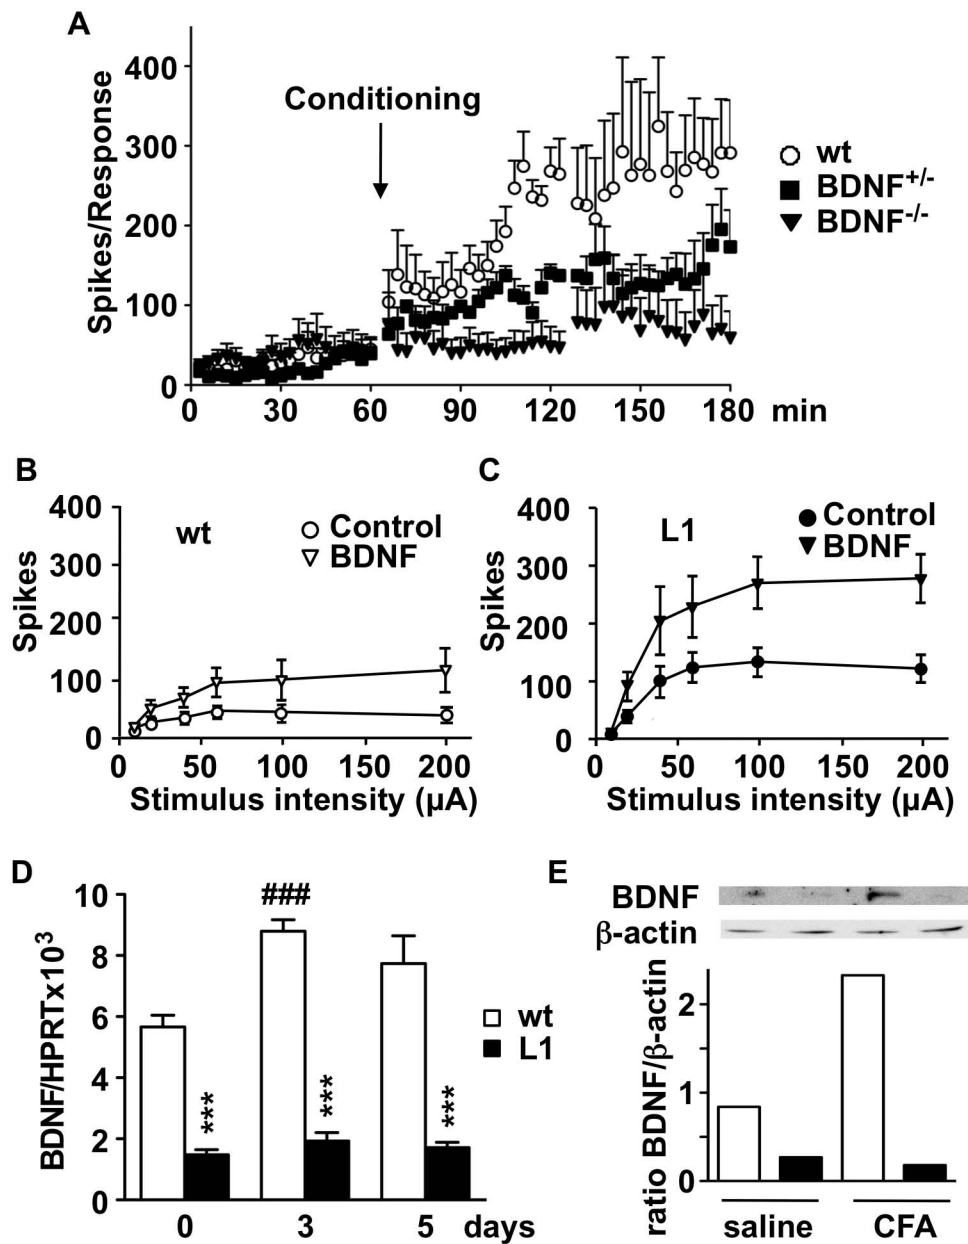 A
Spikes/Response
400
300
200
100
0
Conditioning
0 30 60 90 120 150 180 min
wt
BDNF+/-
BDNF-/-
B
Spikes
400
300
200
100
0
wt
Control
BDNF
0 50 100 150 200
Stimulus intensity (µA)
C
Spikes
400
300
200
100
0
L1
Control
BDNF
0 50 100 150 200
Stimulus intensity (µA)
D
BDNF/HPRTx10³
10
8
6
4
2
0
###
***
***
***
wt
L1
0 3 5 days
E
BDNF
β-actin
ratio BDNF/β-actin
2
1
0
saline CFA